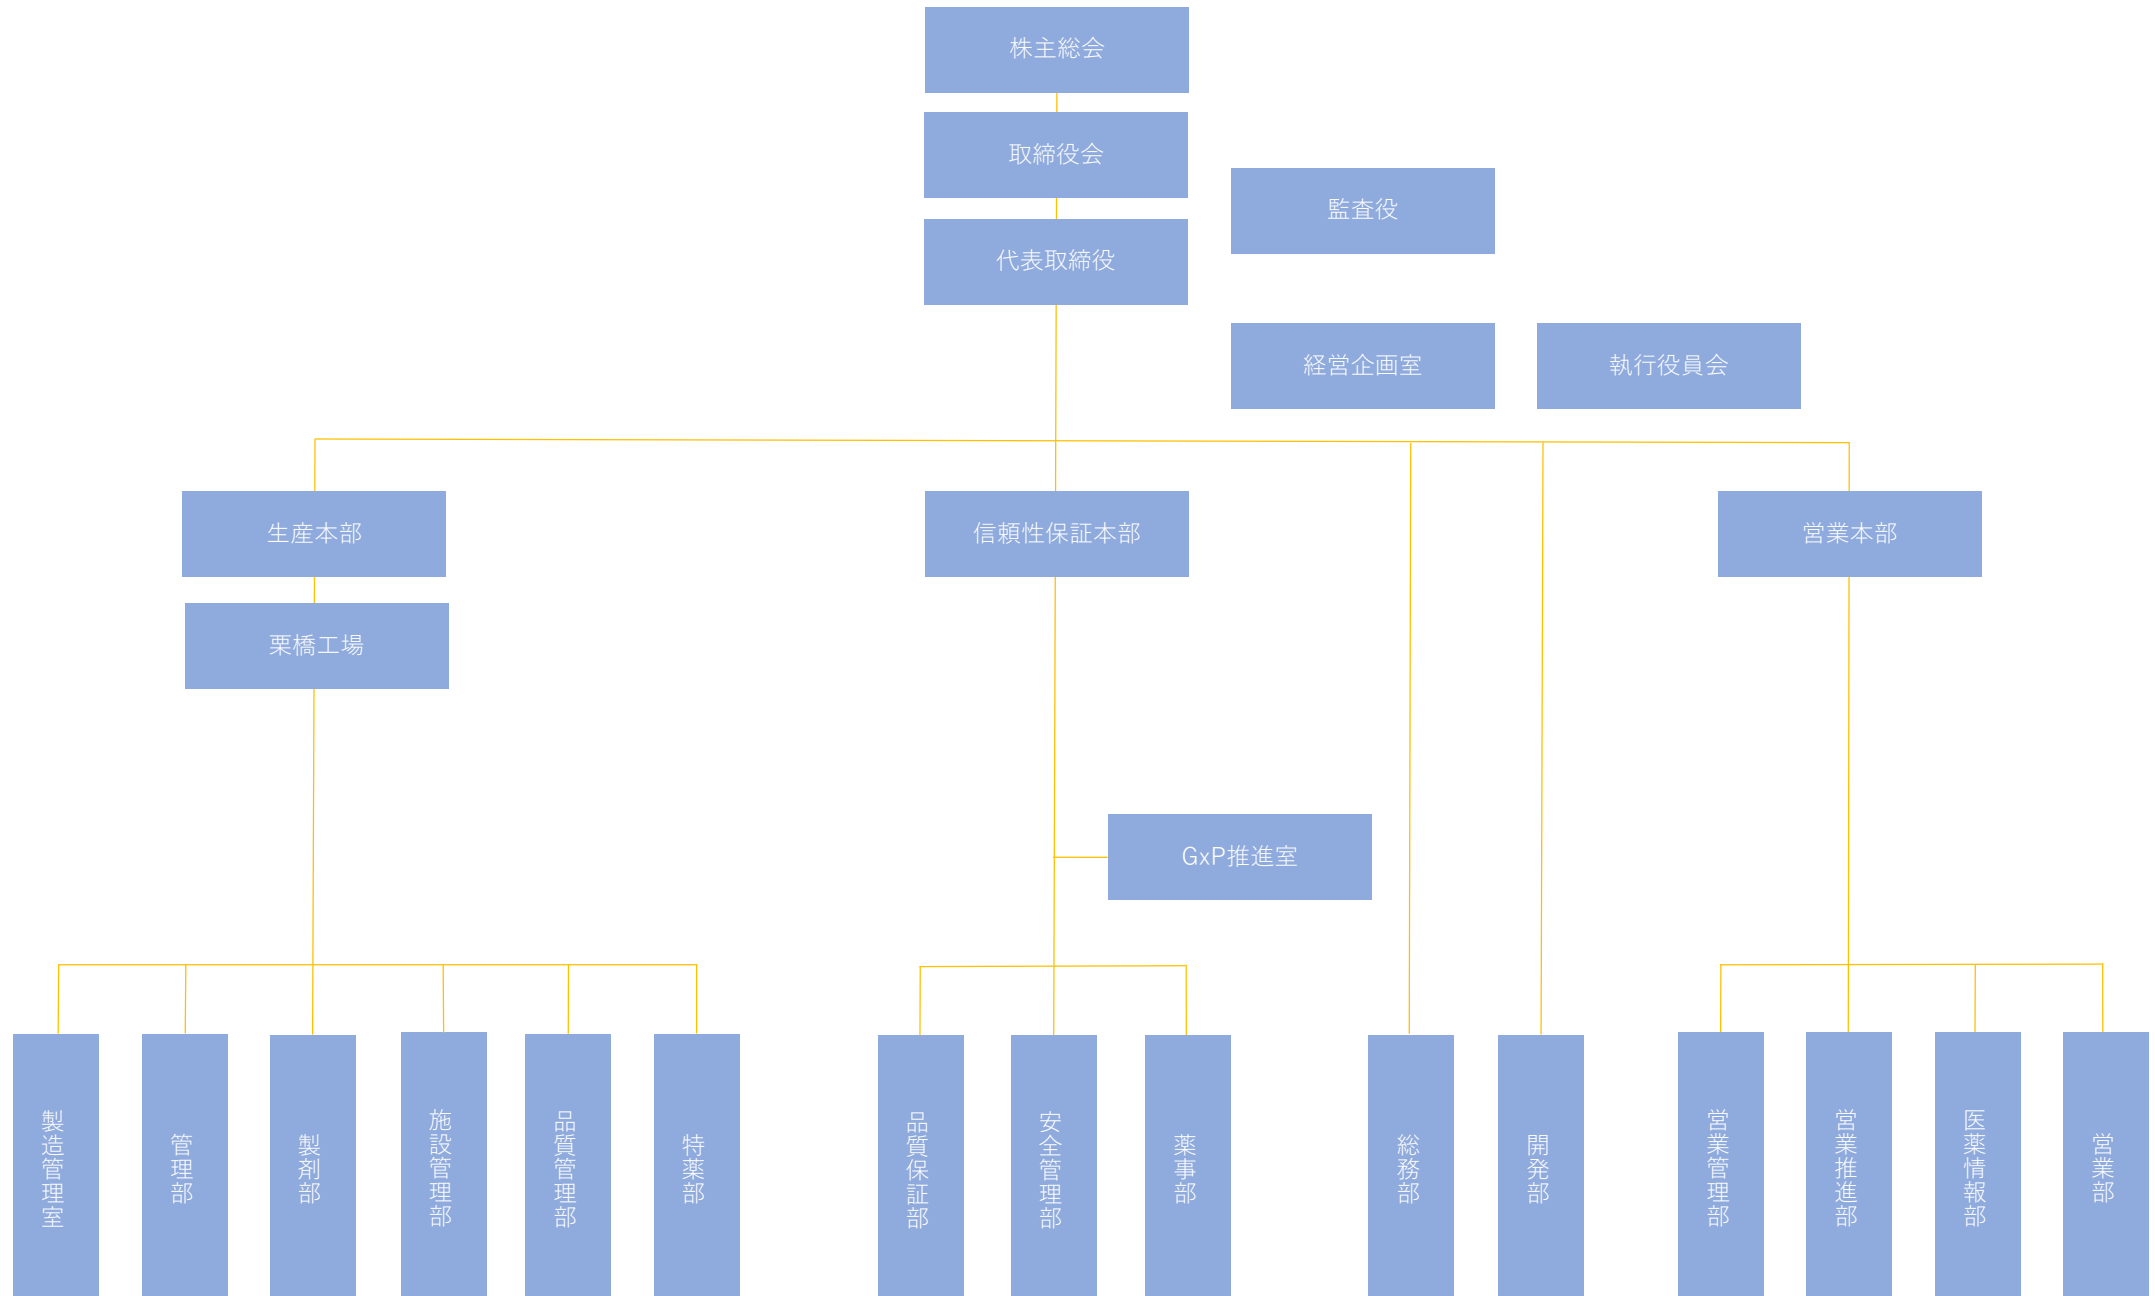 株主総会
取締役会
監査役
代表取締役
経営企画室
執行役員会
生産本部
信頼性保証本部
営業本部
栗橋工場
GxP推進室
製造管理室
管理部
製剤部
施設管理部
品質管理部
特薬部
品質保証部
安全管理部
薬事部
総務部
開発部
営業管理部
営業推進部
医薬情報部
営業部